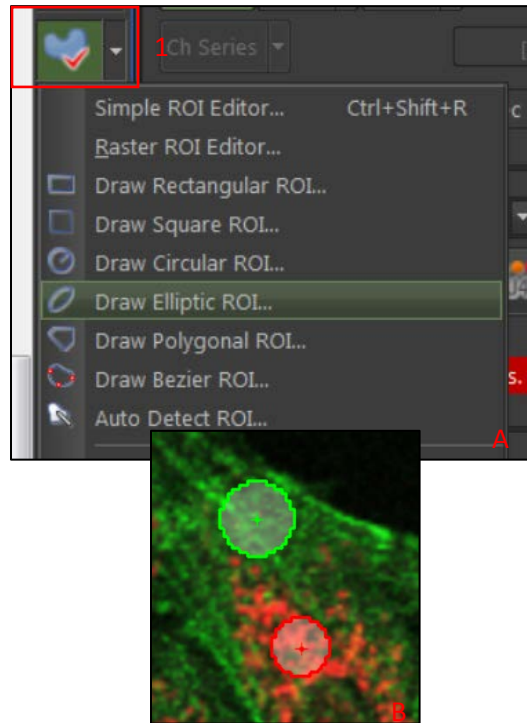 1
Ch Series
Simple ROI Editor... Ctrl+Shift+R
Raster ROI Editor...
Draw Rectangular ROI...
Draw Square ROI...
Draw Circular ROI...
Draw Elliptic ROI...
Draw Polygonal ROI...
Draw Bezier ROI...
Auto Detect ROI...
A
B